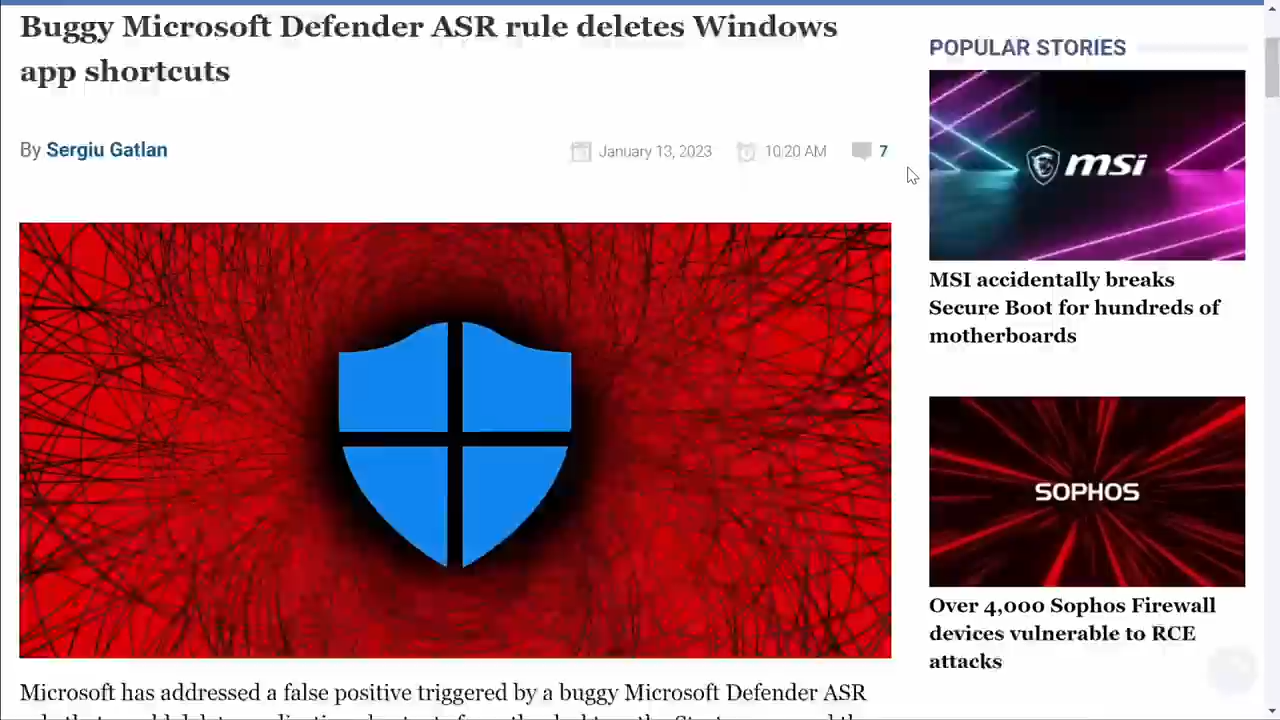 Buggy Microsoft Defender ASR rule deletes Windows
app shortcuts
By Sergiu Gatlan
January 13, 2023
10:20 AM
7
Microsoft has addressed a false positive triggered by a buggy Microsoft Defender ASR
POPULAR STORIES
msi
MSI accidentally breaks
Secure Boot for hundreds of
motherboards
SOPHOS
Over 4,000 Sophos Firewall
devices vulnerable to RCE
attacks